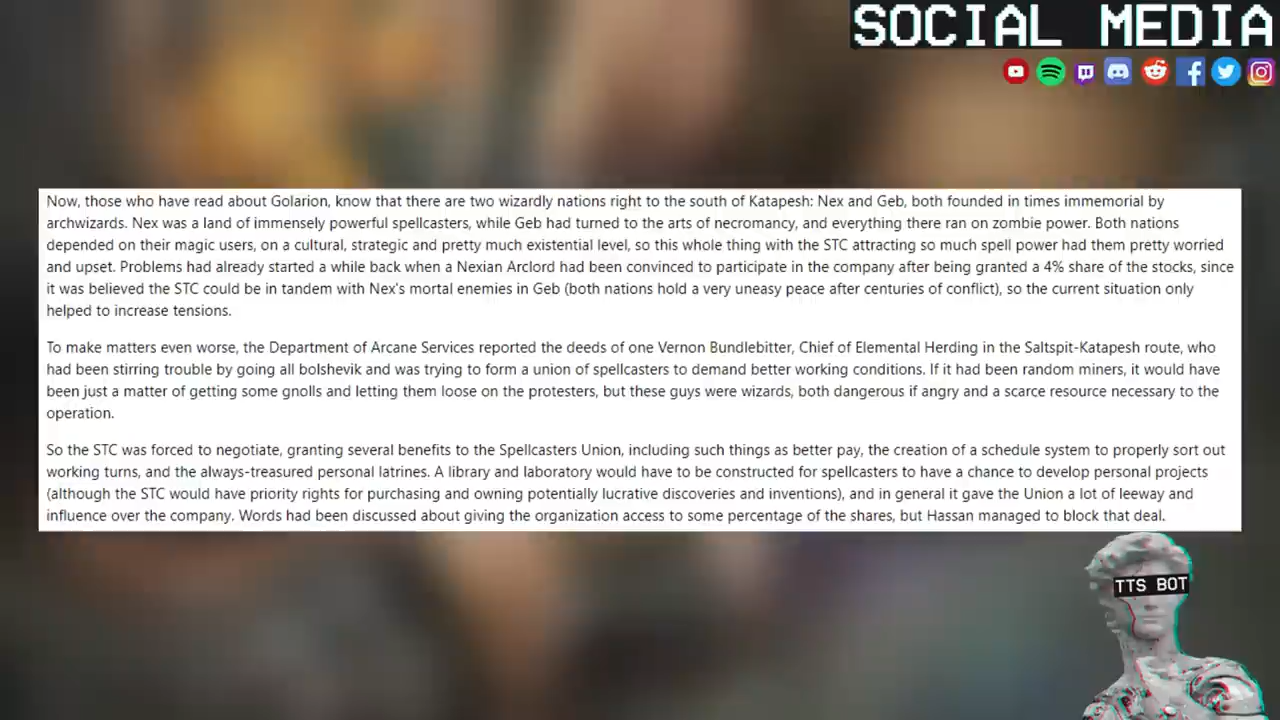 SOCIAL MEDIA
Now, those who have read about Golarion, know that there are two wizardly nations right to the south of Katapesh: Nex and Geb, both founded in times immemorial by
archwizards. Nex was a land of immensely powerful spellcasters, while Geb had turned to the arts of necromancy, and everything there ran on zombie power. Both nations
depended on their magic users, on a cultural, strategic and pretty much existential level, so this whole thing with the STC attracting so much spell power had them pretty worried
and upset. Problems had already started a while back when a Nexian Arclord had been convinced to participate in the company after being granted a 4% share of the stocks, since
it was believed the STC could be in tandem with Nex's mortal enemies in Geb (both nations hold a very uneasy peace after centuries of conflict), so the current situation only
helped to increase tensions.
To make matters even worse, the Department of Arcane Services reported the deeds of one Vernon Bundlebitter, Chief of Elemental Herding in the Saltspit-Katapesh route, who
had been stirring trouble by going all bolshevik and was trying to form a union of spellcasters to demand better working conditions. If it had been random miners, it would have
been just a matter of getting some gnolls and letting them loose on the protesters, but these guys were wizards, both dangerous if angry and a scarce resource necessary to the
operation.
So the STC was forced to negotiate, granting several benefits to the Spellcasters Union, including such things as better pay, the creation of a schedule system to properly sort out
working turns, and the always-treasured personal latrines. A library and laboratory would have to be constructed for spellcasters to have a chance to develop personal projects
(although the STC would have priority rights for purchasing and owning potentially lucrative discoveries and inventions), and in general it gave the Union a lot of leeway and
influence over the company. Words had been discussed about giving the organization access to some percentage of the shares, but Hassan managed to block that deal.
TTS BOT